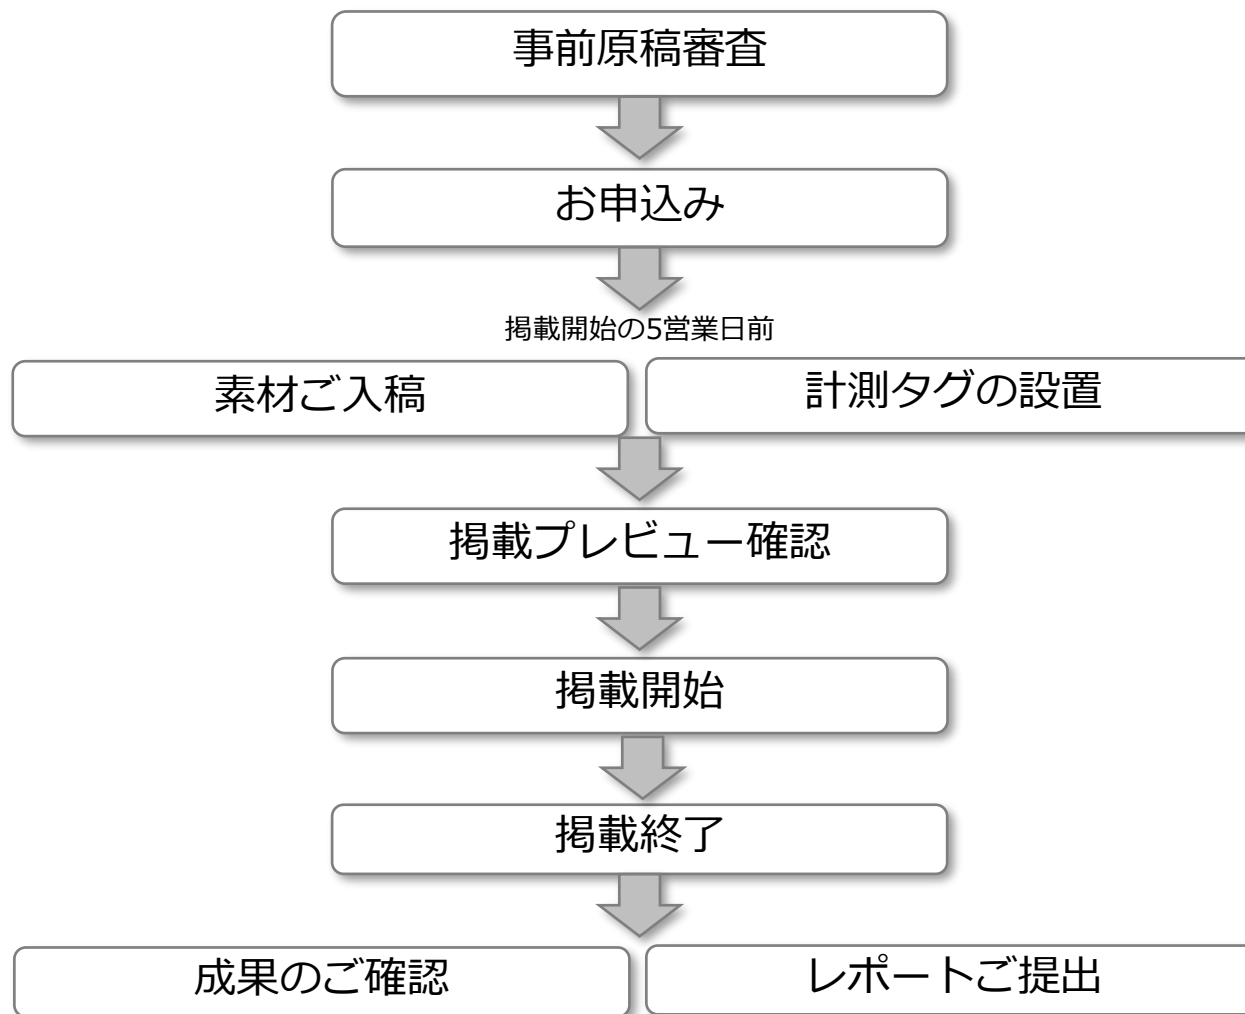 事前原稿審査
お申込み
掲載開始の5営業日前
素材ご入稿
計測タグの設置
掲載プレビュー確認
掲載開始
掲載終了
成果のご確認
レポートご提出